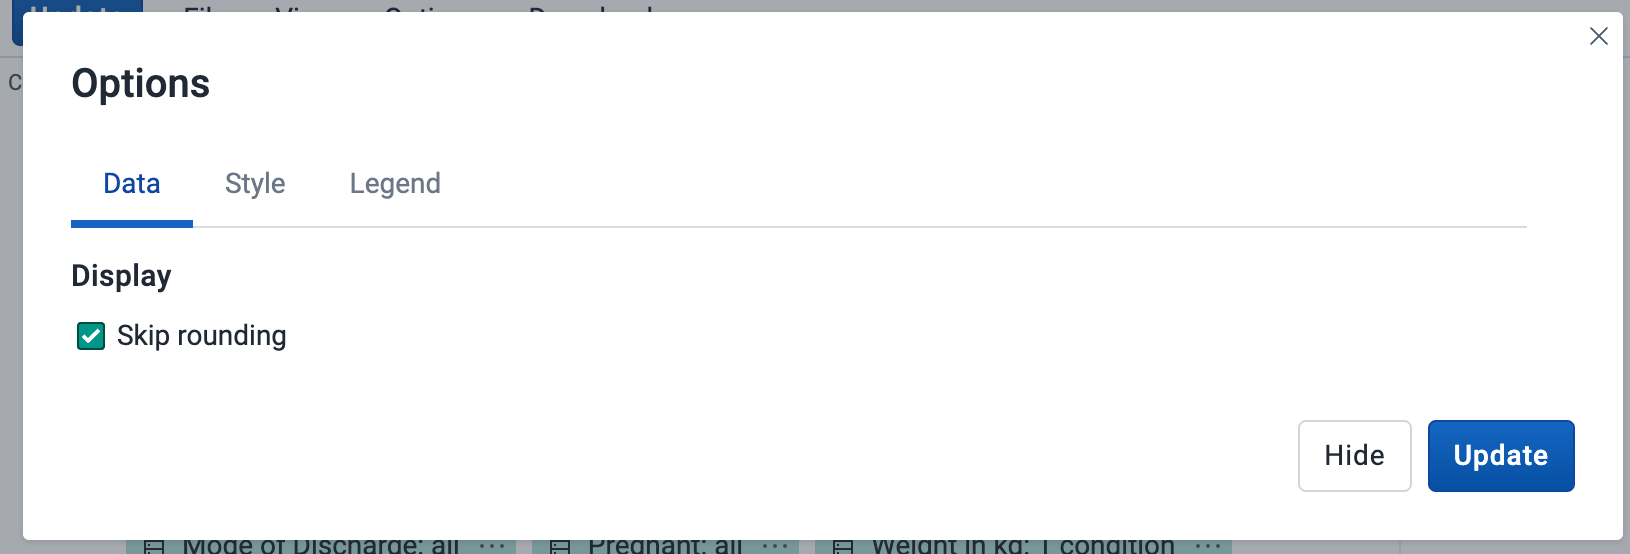 Options
Data Style Legend
Display
Skip rounding
Hide Update
Mode of Discharge: all ... Pregnant: all ... Weight in kg: 1 condition ...